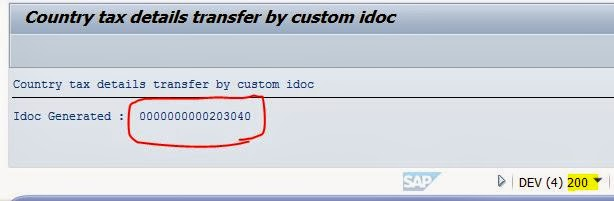 Country tax details transfer by custom idoc
Country tax details transfer by custom idoc
Idoc Generated : 0000000000203040
SAP
DEV (4) 200